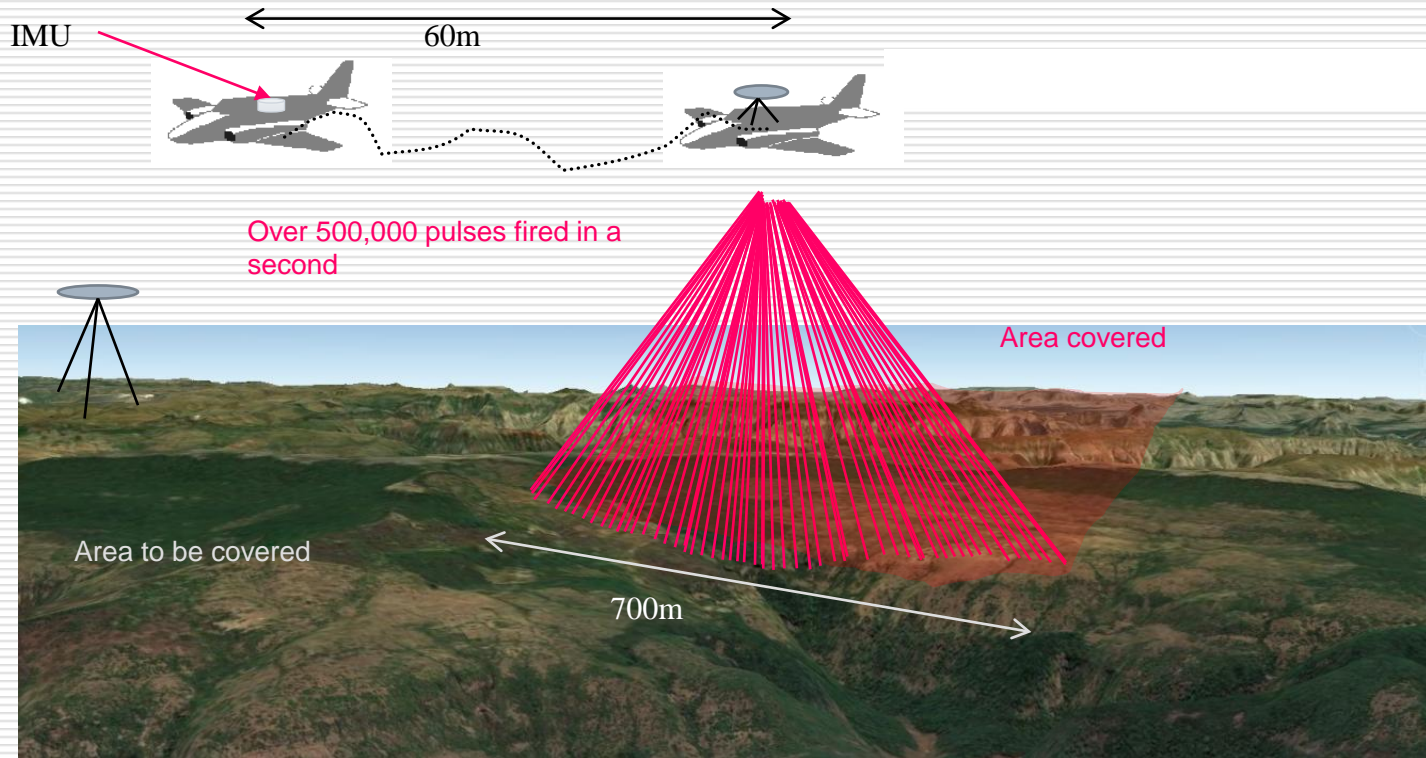 60m
IMU
Over 500,000 pulses fired in a
second
Area covered
Area to be covered
700m